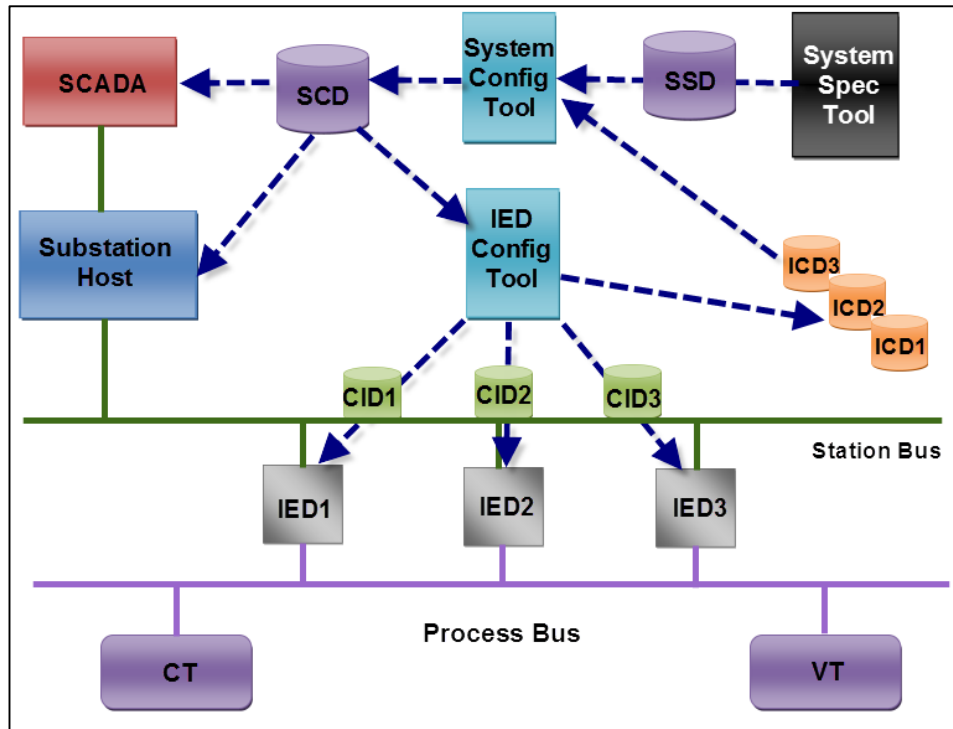 SCADA
SCD
System
Config
Tool
SSD
System
Spec
Tool
Substation
Host
IED
Config
Tool
ICD3
ICD2
ICD1
CID1
CID2
CID3
Station Bus
IED1
IED2
IED3
Process Bus
CT
VT